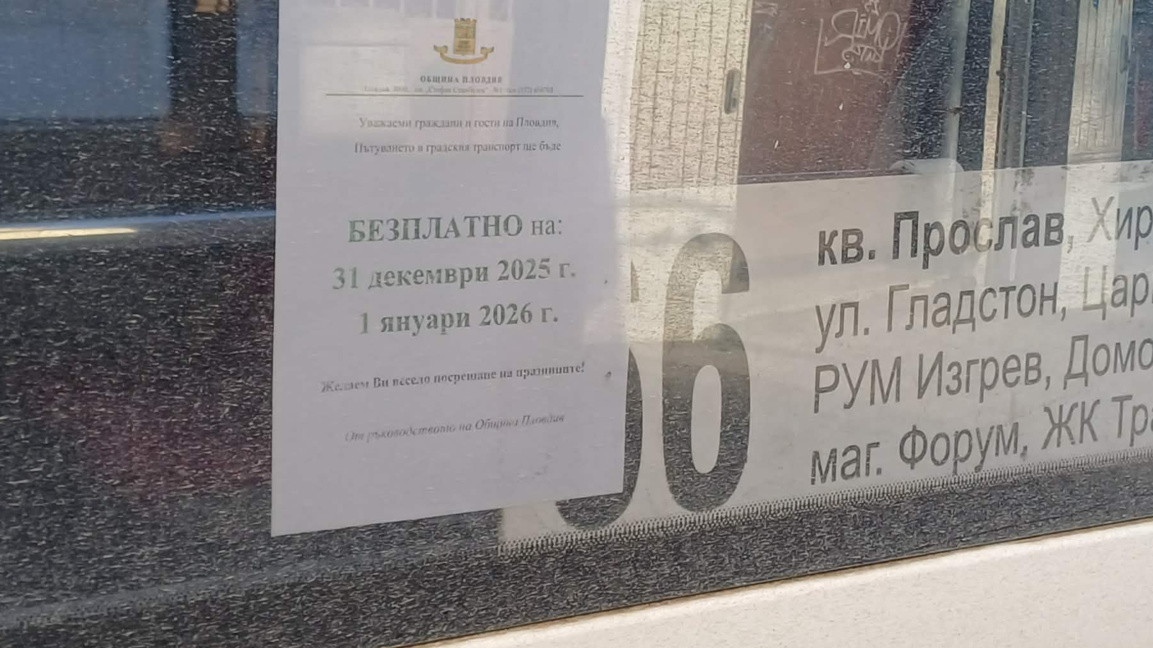 ОБЩИНА ПЛОВДИВ
Уважаеми граждани и гости на Пловдив,
Пътуването в градския транспорт ще бъде
БЕЗПЛАТНО на:
31 декември 2025 г.
1 януари 2026 г.
Желаем Ви весело посрещане на празниците!
От ръководството на Община Пловдив
66
кв. Прослав, Хир
ул. Гладстон, Цар
РУМ Изгрев, Домо
маг. Форум, ЖК Тра